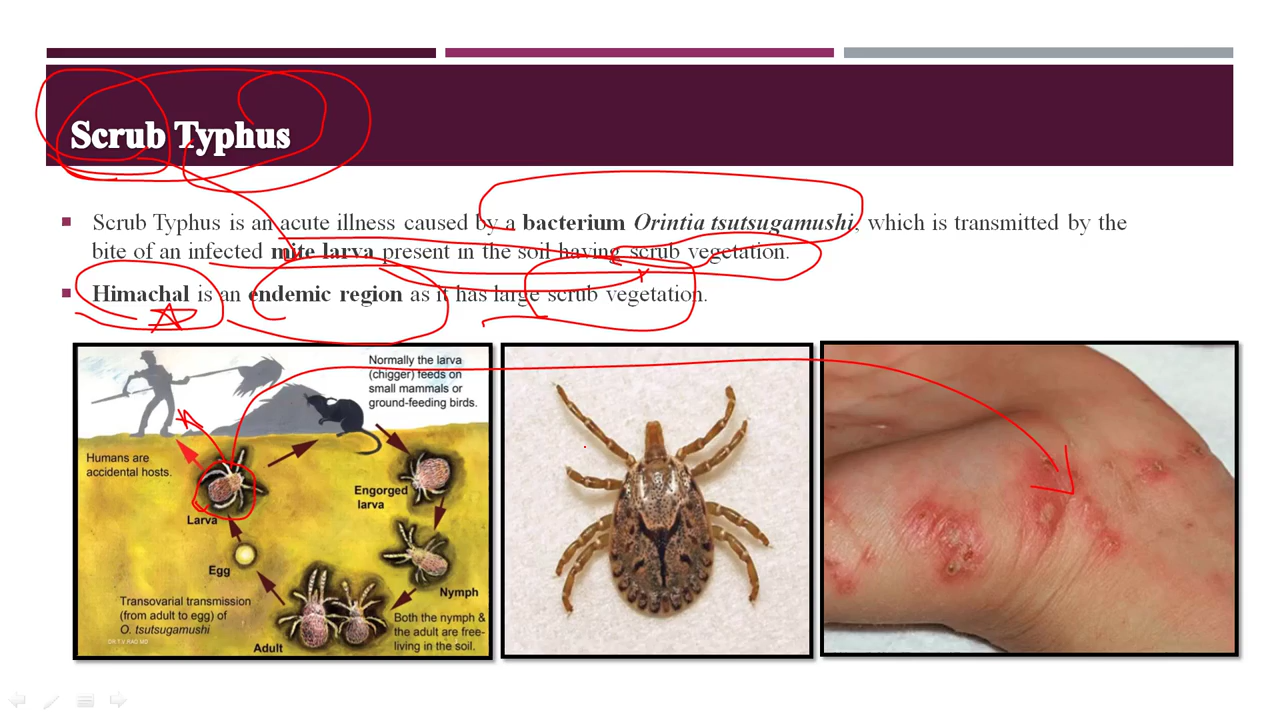 Scrub Typhus
Scrub Typhus is an acute illness caused by a bacterium Orintia tsutsugamushi, which is transmitted by the
bite of an infected mite larva present in the soil having scrub vegetation.
Himachal is an endemic region as it has large scrub vegetation.
Normally the larva
(chigger) feeds on
small mammals or
ground-feeding birds.
Humans are
accidental hosts.
Larva
Engorged
larva
Egg
Nymph
Transovarial transmission
(from adult to egg) of
O. tsutsugamushi
DR.T.V.RAO MD
Adult
Both the nymph &
the adult are free-
living in the soil.